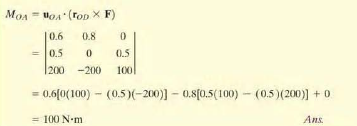 M_OA = u_OA · (r_OD × F)
| 0.6 0.8 0 |
= | 0.5 0 0.5 |
| 200 -200 100 |
= 0.6[0(100) − (0.5)(−200)] − 0.8[0.5(100) − (0.5)(200)] + 0
= 100 N·m Ans.